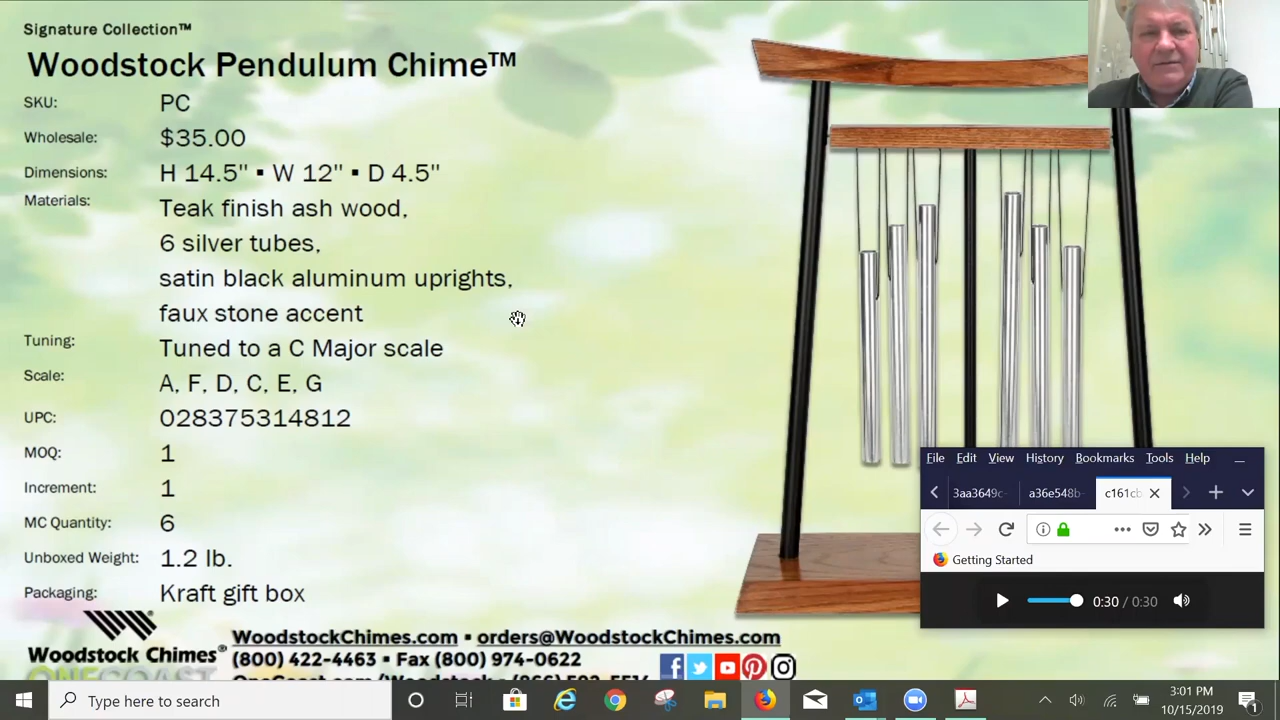 Signature Collection™
Woodstock Pendulum Chime™
SKU: PC
Wholesale: $35.00
Dimensions: H 14.5" ▪ W 12" ▪ D 4.5"
Materials: Teak finish ash wood,
6 silver tubes,
satin black aluminum uprights,
faux stone accent
Tuning: Tuned to a C Major scale
Scale: A, F, D, C, E, G
UPC: 028375314812
MOQ: 1
Increment: 1
MC Quantity: 6
Unboxed Weight: 1.2 lb.
Packaging: Kraft gift box
Woodstock Chimes®
WoodstockChimes.com ▪ orders@WoodstockChimes.com
(800) 422-4463 ▪ Fax (800) 974-0622
File Edit View History Bookmarks Tools Help
3aa3649c- a36e548b- c161cb
Getting Started
0:30 / 0:30
Type here to search
3:01 PM
10/15/2019
1